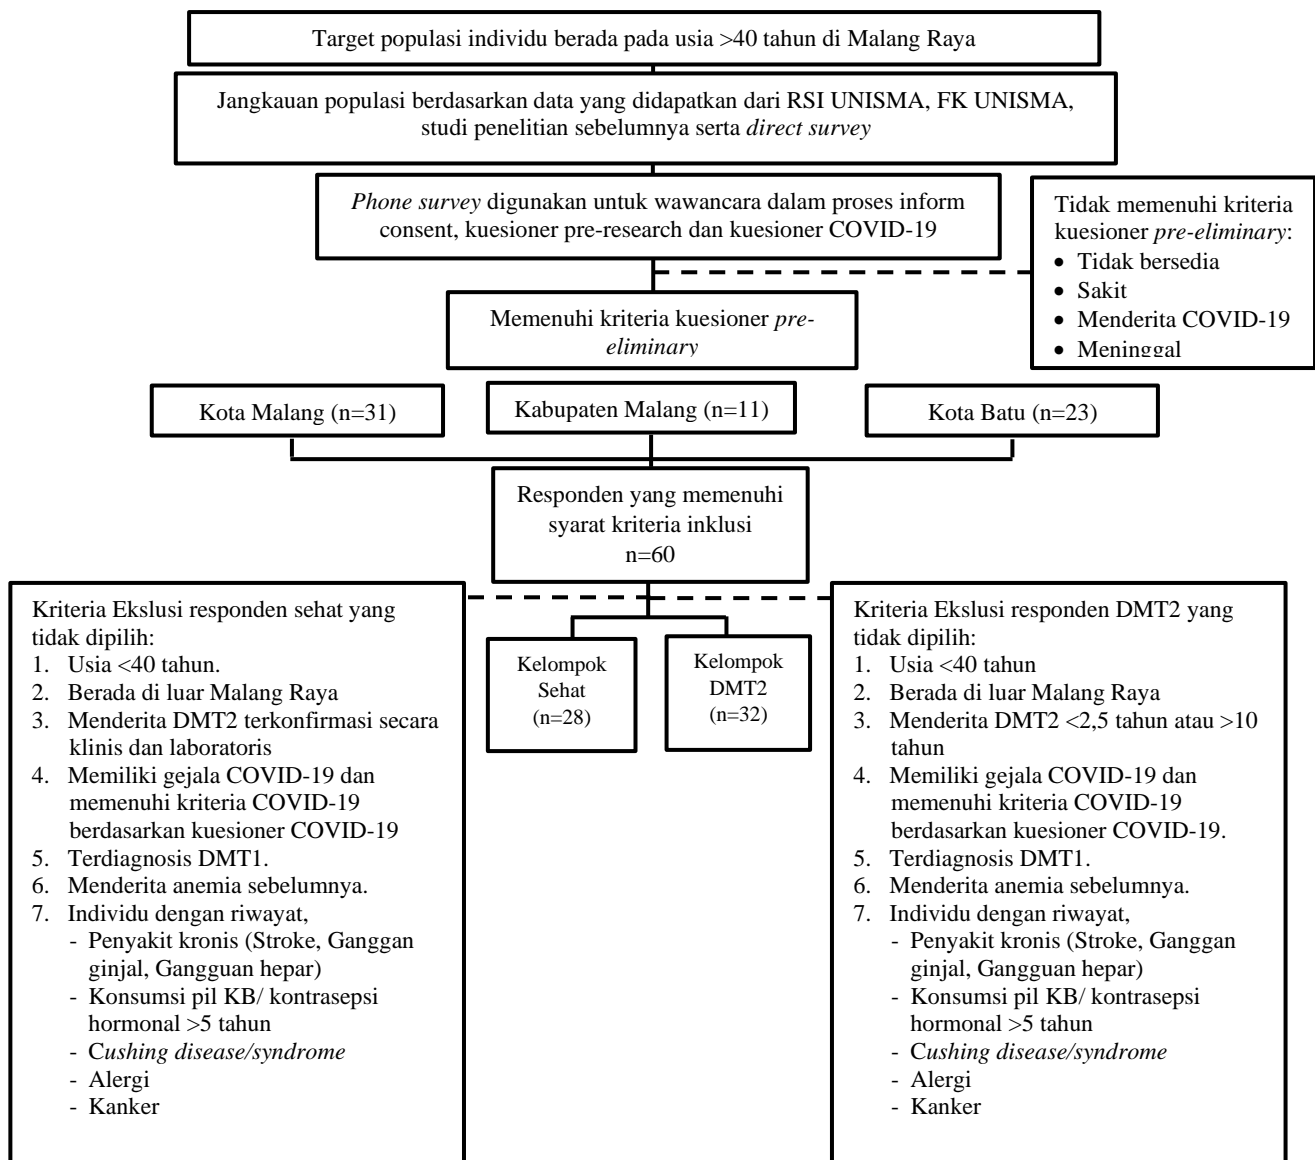 Target populasi individu berada pada usia >40 tahun di Malang Raya
Jangkauan populasi berdasarkan data yang didapatkan dari RSI UNISMA, FK UNISMA,
studi penelitian sebelumnya serta direct survey
Phone survey digunakan untuk wawancara dalam proses inform
consent, kuesioner pre-research dan kuesioner COVID-19
Tidak memenuhi kriteria
kuesioner pre-eliminary:
• Tidak bersedia
• Sakit
• Menderita COVID-19
• Meninggal
Memenuhi kriteria kuesioner pre-
eliminary
Kota Malang (n=31)
Kabupaten Malang (n=11)
Kota Batu (n=23)
Responden yang memenuhi
syarat kriteria inklusi
n=60
Kriteria Ekslusi responden sehat yang
tidak dipilih:
1. Usia <40 tahun.
2. Berada di luar Malang Raya
3. Menderita DMT2 terkonfirmasi secara
klinis dan laboratoris
4. Memiliki gejala COVID-19 dan
memenuhi kriteria COVID-19
berdasarkan kuesioner COVID-19
5. Terdiagnosis DMT1.
6. Menderita anemia sebelumnya.
7. Individu dengan riwayat,
- Penyakit kronis (Stroke, Ganggan
ginjal, Gangguan hepar)
- Konsumsi pil KB/ kontrasepsi
hormonal >5 tahun
- Cushing disease/syndrome
- Alergi
- Kanker
Kelompok
Sehat
(n=28)
Kelompok
DMT2
(n=32)
Kriteria Ekslusi responden DMT2 yang
tidak dipilih:
1. Usia <40 tahun
2. Berada di luar Malang Raya
3. Menderita DMT2 <2,5 tahun atau >10
tahun
4. Memiliki gejala COVID-19 dan
memenuhi kriteria COVID-19
berdasarkan kuesioner COVID-19.
5. Terdiagnosis DMT1.
6. Menderita anemia sebelumnya.
7. Individu dengan riwayat,
- Penyakit kronis (Stroke, Ganggan
ginjal, Gangguan hepar)
- Konsumsi pil KB/ kontrasepsi
hormonal >5 tahun
- Cushing disease/syndrome
- Alergi
- Kanker